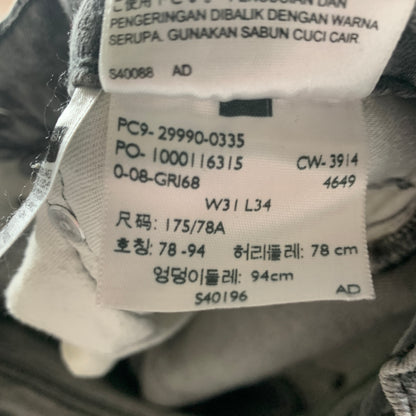 PENGERINGAN DIBALIK DENGAN WARNA
SERUPA. GUNAKAN SABUN CUCI CAIR.
S40088 AD
PC9- 29990-0335
PO- 1000116315 CW- 3914
0-08-GRJ68 4649
W31 L34
尺码: 175/78A
호칭: 78 -94 허리둘레: 78 cm
엉덩이둘레: 94cm
S40196 AD